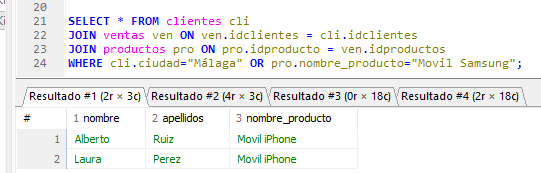 20
21 SELECT * FROM clientes cli
22 JOIN ventas ven ON ven.idclientes = cli.idclientes
23 JOIN productos pro ON pro.idproducto = ven.idproductos
24 WHERE cli.ciudad="Málaga" OR pro.nombre_producto="Movil Samsung";
Resultado #1 (2r × 3c) Resultado #2 (4r × 3c) Resultado #3 (0r × 18c) Resultado #4 (2r × 18c)
# 1 nombre 2 apellidos 3 nombre_producto
1 Alberto Ruiz Movil iPhone
2 Laura Perez Movil iPhone